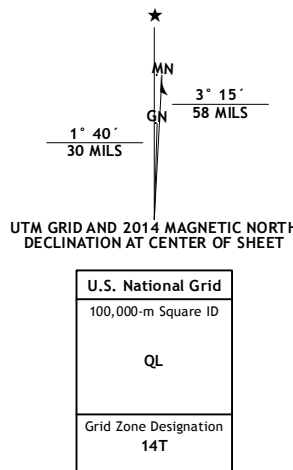 ★
MN
3° 15´
58 MILS
GN
1° 40´
30 MILS
UTM GRID AND 2014 MAGNETIC NORTH
DECLINATION AT CENTER OF SHEET
U.S. National Grid
100,000-m Square ID
QL
Grid Zone Designation
14T